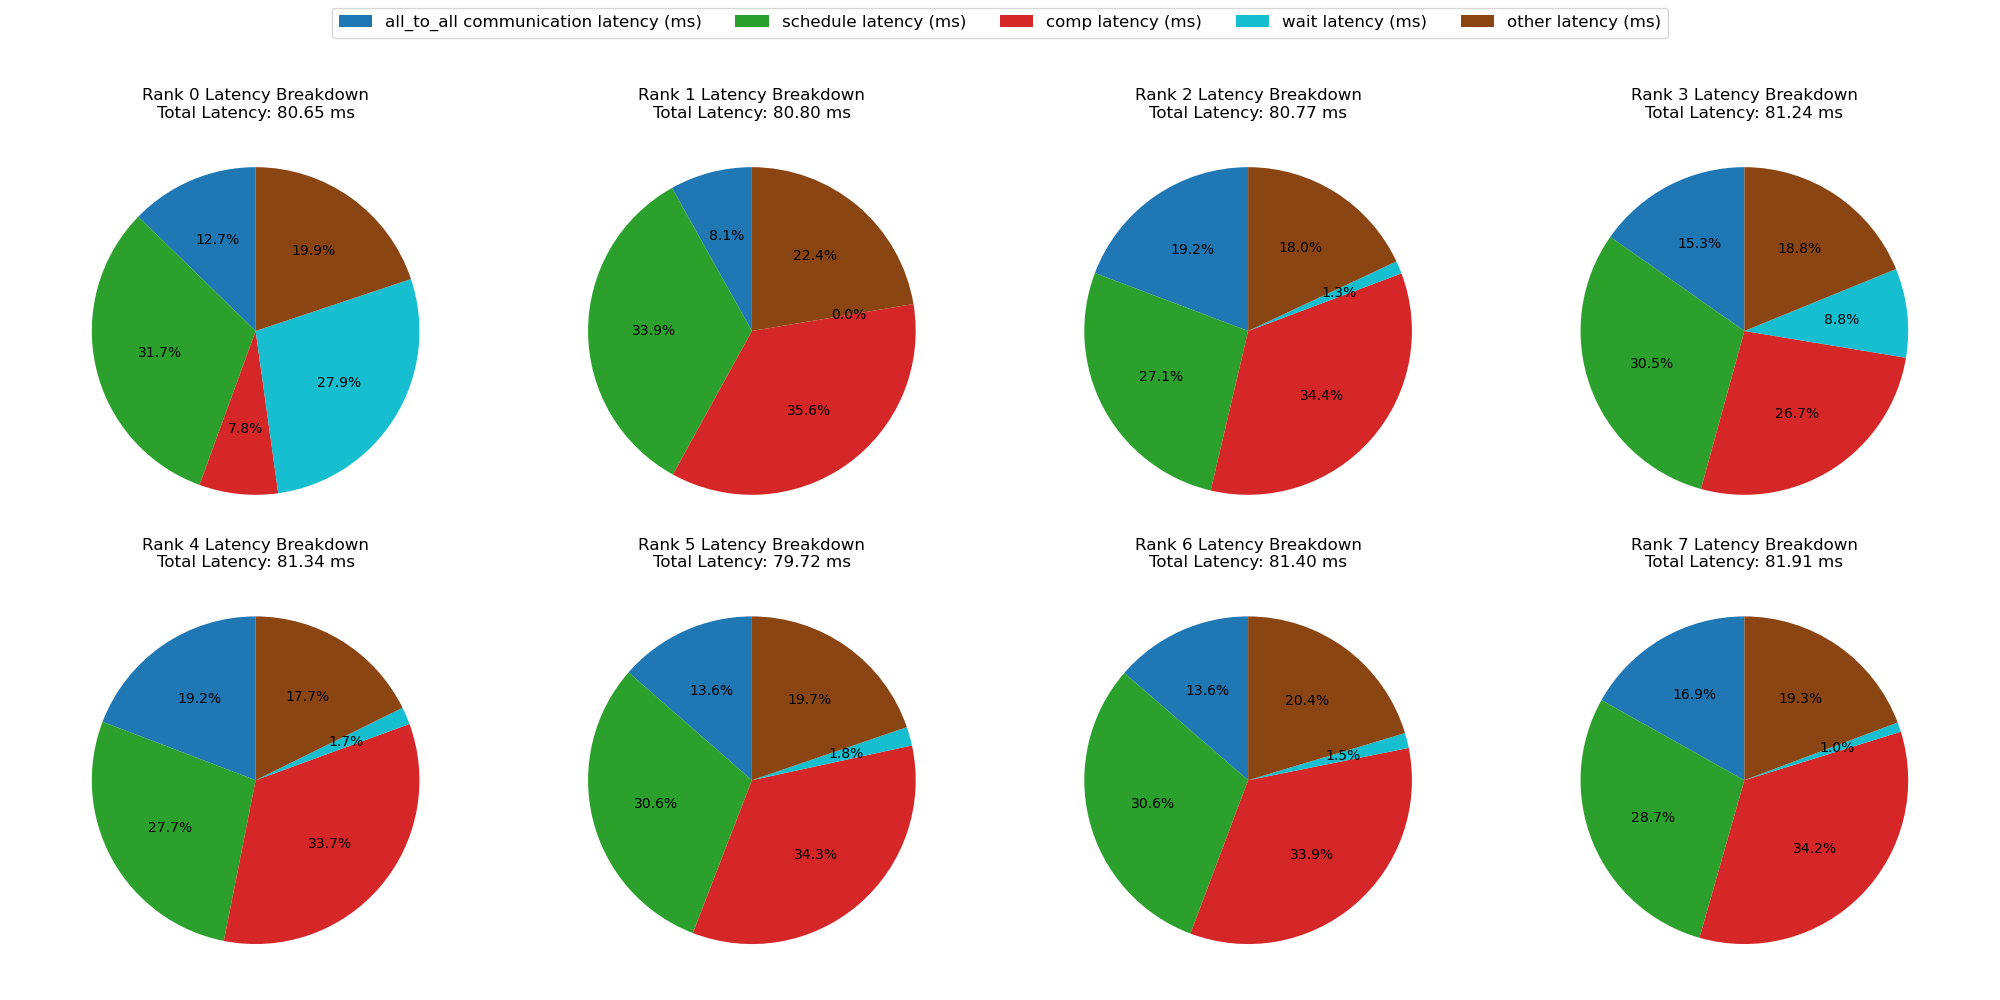 all_to_all communication latency (ms) schedule latency (ms) comp latency (ms) wait latency (ms) other latency (ms)
Rank 0 Latency Breakdown
Total Latency: 80.65 ms
12.7%
19.9%
31.7%
27.9%
7.8%
Rank 1 Latency Breakdown
Total Latency: 80.80 ms
8.1%
22.4%
0.0%
33.9%
35.6%
Rank 2 Latency Breakdown
Total Latency: 80.77 ms
19.2%
18.0%
1.3%
27.1%
34.4%
Rank 3 Latency Breakdown
Total Latency: 81.24 ms
15.3%
18.8%
8.8%
30.5%
26.7%
Rank 4 Latency Breakdown
Total Latency: 81.34 ms
19.2%
17.7%
1.7%
27.7%
33.7%
Rank 5 Latency Breakdown
Total Latency: 79.72 ms
13.6%
19.7%
1.8%
30.6%
34.3%
Rank 6 Latency Breakdown
Total Latency: 81.40 ms
13.6%
20.4%
1.5%
30.6%
33.9%
Rank 7 Latency Breakdown
Total Latency: 81.91 ms
16.9%
19.3%
1.0%
28.7%
34.2%